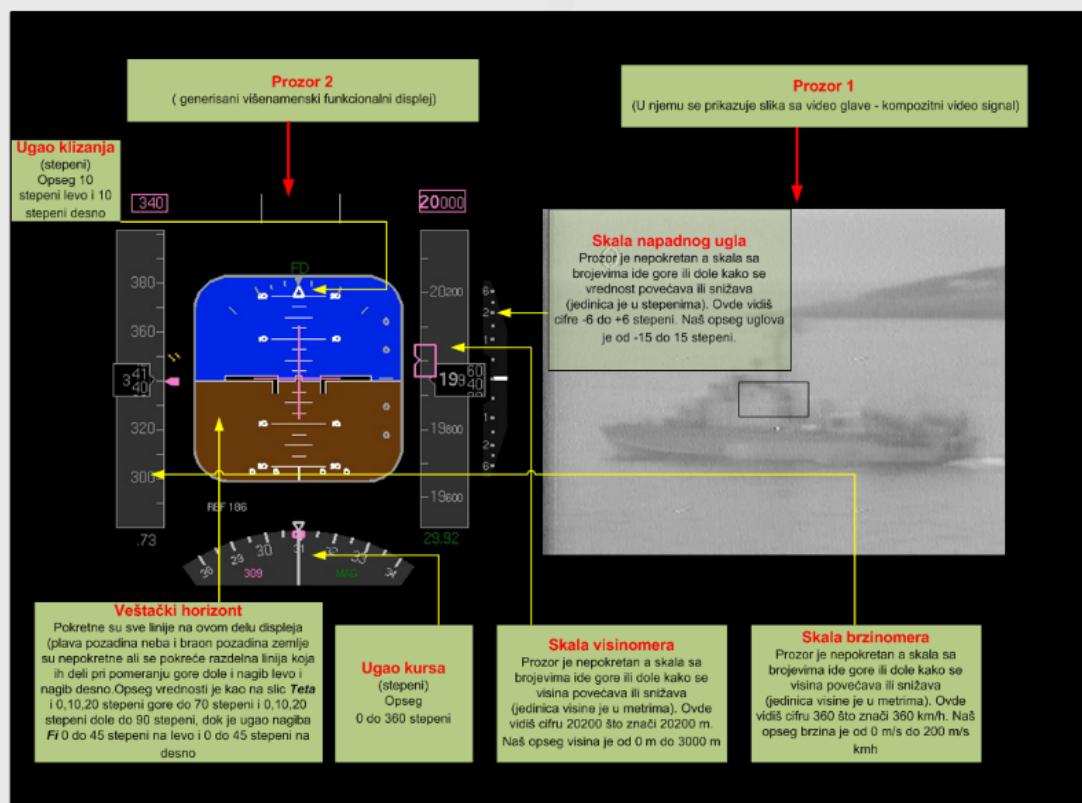 Prozor 2
( generisani višenamenski funkcionalni displej)
Prozor 1
(U njemu se prikazuje slika sa video glave - kompozitni video signal)
Ugao klizanja
(stepeni)
Opseg 10
stepeni levo i 10
stepeni desno
340
20000
Skala napadnog ugla
Prozor je nepokretan a skala sa
brojevima ide gore ili dole kako se
vrednost povećava ili snižava
(jedinica je u stepenima). Ovde vidiš
cifre -6 do +6 stepeni. Naš opseg uglova
je od -15 do 15 stepeni.
FD
380
360
320
300
20200
19800
19600
6
2
1
1
2
6
REF 186
.73
29.92
30
31
32
33
34
309
MAG
Veštački horizont
Pokretne su sve linije na ovom delu displeja
(plava pozadina neba i braon pozadina zemlje
su nepokretne ali se pokreće razdelna linija koja
ih deli pri pomeranju gore dole i nagib levo i
nagib desno.Opseg vrednosti je kao na slic Teta
i 0,10,20 stepeni gore do 70 stepeni i 0,10,20
stepeni dole do 90 stepeni, dok je ugao nagiba
Fi 0 do 45 stepeni na levo i 0 do 45 stepeni na
desno
Ugao kursa
(stepeni)
Opseg
0 do 360 stepeni
Skala visinomera
Prozor je nepokretan a skala sa
brojevima ide gore ili dole kako se
visina povećava ili snižava
(jedinica visine je u metrima). Ovde
vidiš cifru 20200 što znači 20200 m.
Naš opseg visina je od 0 m do 3000 m
Skala brzinomera
Prozor je nepokretan a skala sa
brojevima ide gore ili dole kako se
visina povećava ili snižava
(jedinica visine je u metrima). Ovde
vidiš cifru 360 što znači 360 km/h. Naš
opseg brzina je od 0 m/s do 200 m/s
kmh